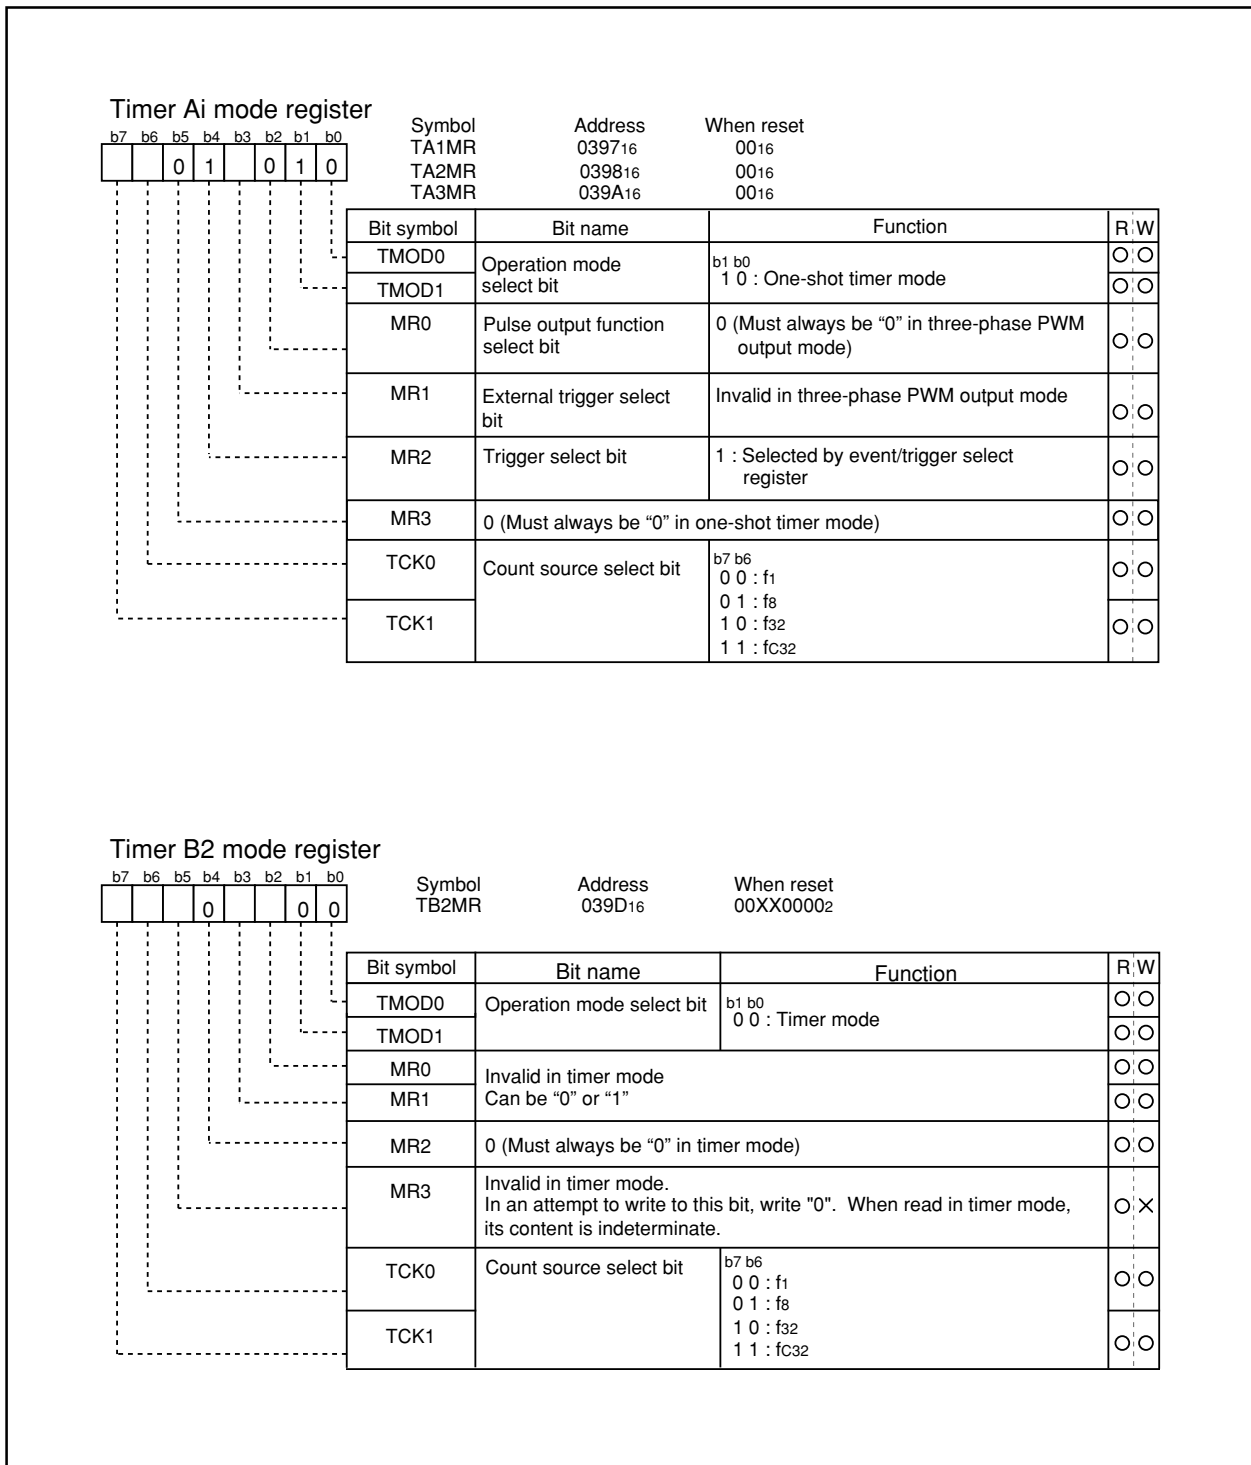 Timer Ai mode register
Symbol Address When reset
b7 b6 b5 b4 b3 b2 b1 b0
TA1MR 039716 0016
0 1 0 1 0
TA2MR 039816 0016
TA3MR 039A16 0016
Bit symbol Bit name Function R W
TMOD0 Operation mode select bit b1 b0
TMOD1 1 0 : One-shot timer mode
MR0 Pulse output function select bit 0 (Must always be “0” in three-phase PWM
output mode)
MR1 External trigger select bit Invalid in three-phase PWM output mode
MR2 Trigger select bit 1 : Selected by event/trigger select
register
MR3 0 (Must always be “0” in one-shot timer mode)
TCK0 Count source select bit b7 b6
0 0 : f1
0 1 : f8
TCK1 1 0 : f32
1 1 : fC32
Timer B2 mode register
b7 b6 b5 b4 b3 b2 b1 b0
Symbol Address When reset
0 0 0
TB2MR 039D16 00XX00002
Bit symbol Bit name Function R W
TMOD0 Operation mode select bit b1 b0
0 0 : Timer mode
TMOD1
MR0 Invalid in timer mode
MR1 Can be “0” or “1”
MR2 0 (Must always be “0” in timer mode)
MR3 Invalid in timer mode.
In an attempt to write to this bit, write "0". When read in timer mode,
its content is indeterminate.
TCK0 Count source select bit b7 b6
0 0 : f1
0 1 : f8
TCK1 1 0 : f32
1 1 : fC32